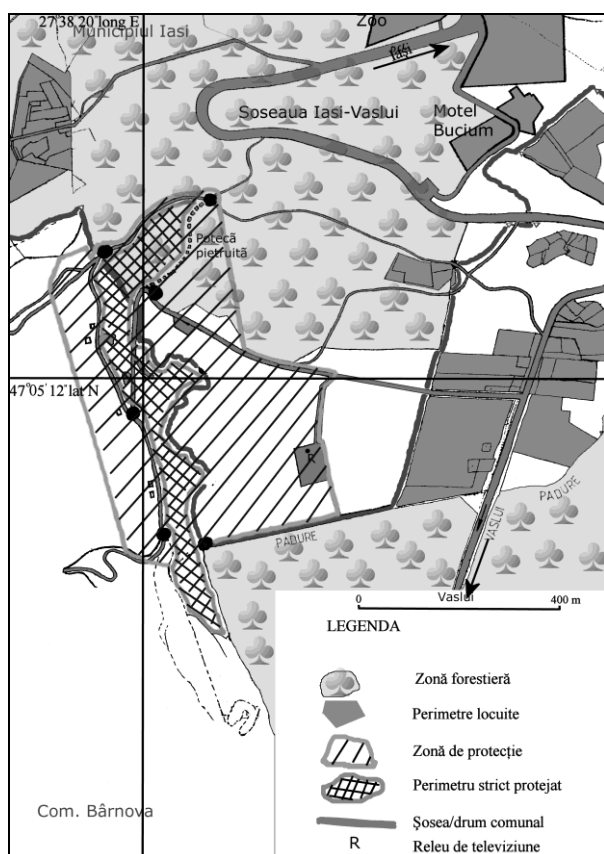 27°38.20" long E
Municipiul Iasi
Zoo
Iaşi
Soseaua Iasi-Vaslui
Motel
Bucium
Potecă
pietruită
47°05'12" lat N
R
PADURE
PADURE
VASLUI
Vaslui
0 400 m
LEGENDA
Zonă forestieră
Perimetre locuite
Zonă de protecţie
Perimetru strict protejat
Şosea/drum comunal
R Releu de televiziune
Com. Bârnova